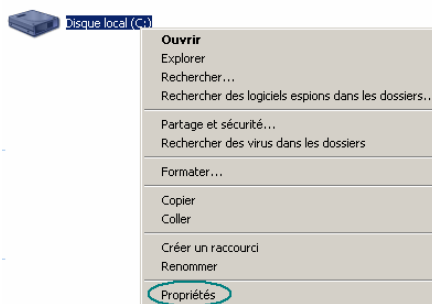 Disque local (C:)
Ouvrir
Explorer
Rechercher...
Rechercher des logiciels espions dans les dossiers...
Partage et sécurité...
Rechercher des virus dans les dossiers
Formater...
Copier
Coller
Créer un raccourci
Renommer
Propriétés